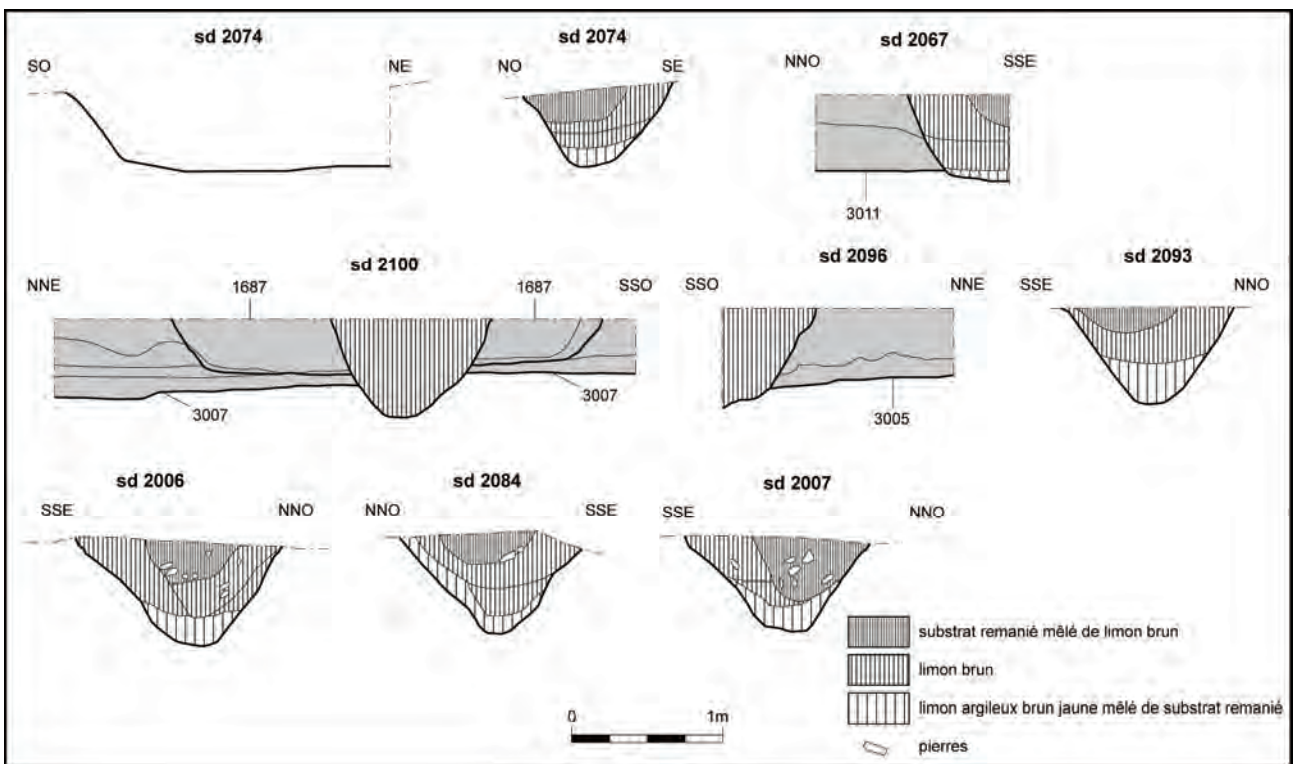 sd 2074 sd 2074 sd 2067
SO NE NO SE NNO SSE
3011
sd 2100 sd 2096 sd 2093
NNE 1687 1687 SSO SSO NNE SSE NNO
3007 3007 3005
sd 2006 sd 2084 sd 2007
SSE NNO NNO SSE SSE NNO
substrat remanié mêlé de limon brun
limon brun
limon argileux brun jaune mêlé de substrat remanié
pierres
0 1m